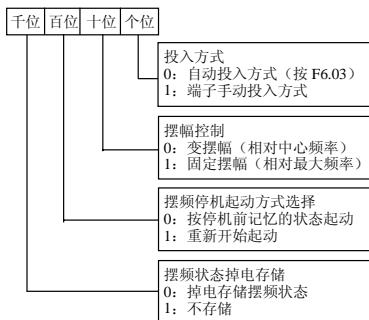 千位 百位 十位 个位
投入方式
0：自动投入方式（按 F6.03）
1：端子手动投入方式
摆幅控制
0：变摆幅（相对中心频率）
1：固定摆幅（相对最大频率）
摆频停机起动方式选择
0：按停机前记忆的状态起动
1：重新开始起动
摆频状态掉电存储
0：掉电存储摆频状态
1：不存储